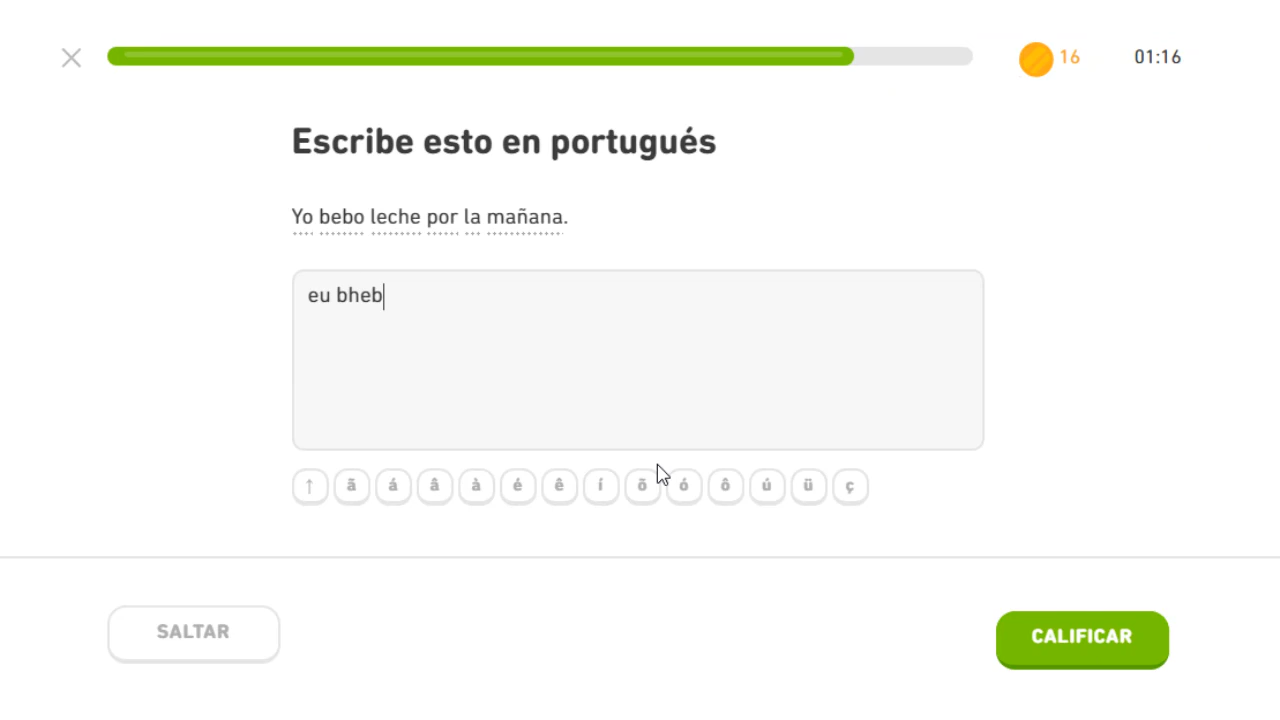 16 01:16
Escribe esto en portugués
Yo bebo leche por la mañana.
eu bheb
↑ ã á â à é ê í õ ó ô ú ü ç
SALTAR CALIFICAR